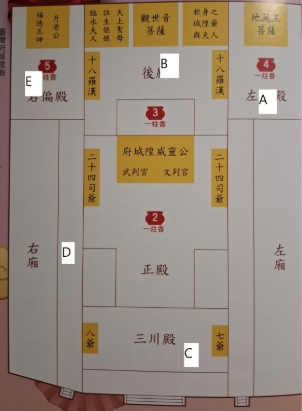 月老公
福德正神
天上聖母
註生娘娘
臨水夫人
觀世音
菩薩
之爺人
軟身隍夫
城與
地藏王
菩薩
5
一炷香
E
右偏殿
十八羅漢
B
後
十八羅漢
4
一炷香
A
左
3
一炷香
二十四司爺
府城隍威靈公
武判官 文判官
二十四司爺
2
一炷香
右廂
D
正殿
左廂
八爺
三川殿
七爺
C